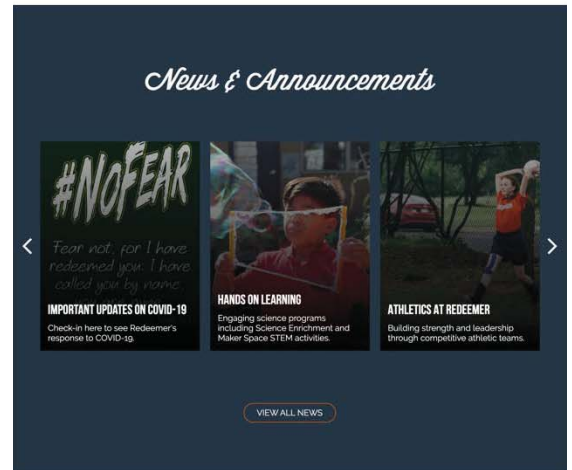 News & Announcements
#NOFEAR
Fear not, for I have
redeemed you; I have
called you by name,
IMPORTANT UPDATES ON COVID-19
Check-in here to see Redeemer's
response to COVID-19.
HANDS ON LEARNING
Engaging science programs
including Science Enrichment and
Maker Space STEM activities.
ATHLETICS AT REDEEMER
Building strength and leadership
through competitive athletic teams.
VIEW ALL NEWS